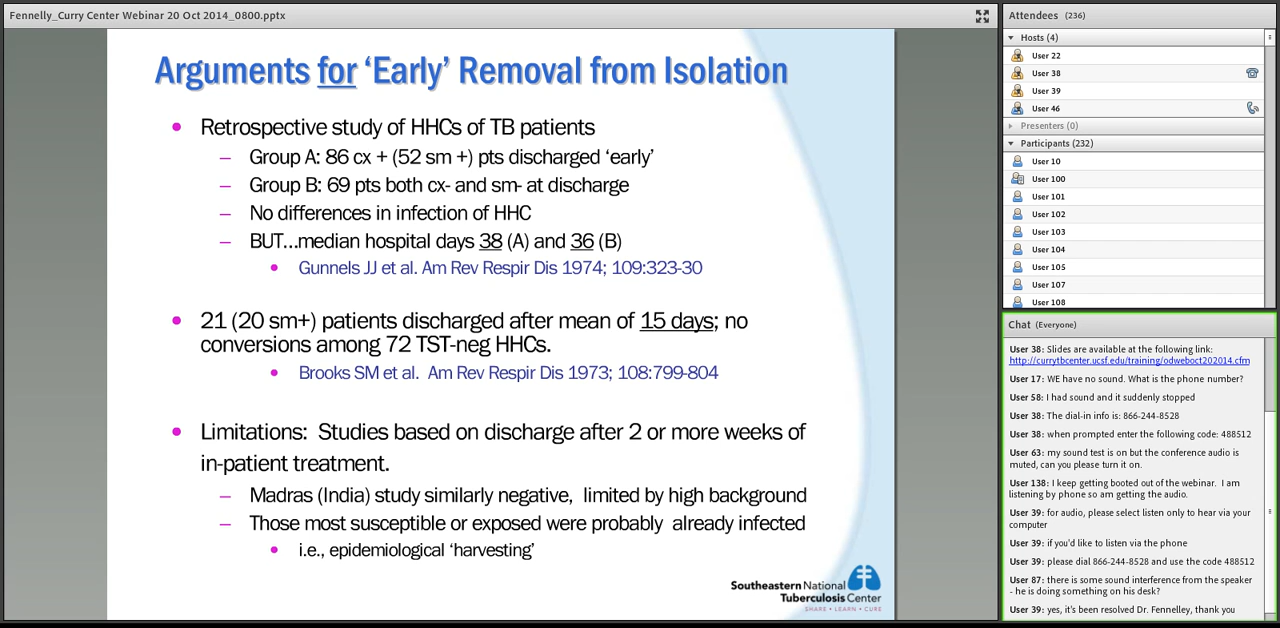 Fennelly_Curry Center Webinar 20 Oct 2014_0800.pptx
Arguments for ‘Early’ Removal from Isolation
• Retrospective study of HHCs of TB patients
– Group A: 86 cx + (52 sm +) pts discharged ‘early’
– Group B: 69 pts both cx- and sm- at discharge
– No differences in infection of HHC
– BUT...median hospital days 38 (A) and 36 (B)
• Gunnels JJ et al. Am Rev Respir Dis 1974; 109:323-30
• 21 (20 sm+) patients discharged after mean of 15 days; no
conversions among 72 TST-neg HHCs.
• Brooks SM et al. Am Rev Respir Dis 1973; 108:799-804
• Limitations: Studies based on discharge after 2 or more weeks of
in-patient treatment.
– Madras (India) study similarly negative, limited by high background
– Those most susceptible or exposed were probably already infected
• i.e., epidemiological ‘harvesting’
Southeastern National
Tuberculosis Center
SHARE • LEARN • CURE
Attendees (236)
Hosts (4)
User 22
User 38
User 39
User 46
Presenters (0)
Participants (232)
User 10
User 100
User 101
User 102
User 103
User 104
User 105
User 107
User 108
Chat (Everyone)
User 38: Slides are available at the following link:
http://currytbcenter.ucsf.edu/training/odweboct202014.cfm
User 17: WE have no sound. What is the phone number?
User 58: I had sound and it suddenly stopped
User 38: The dial-in info is: 866-244-8528
User 38: when prompted enter the following code: 488512
User 63: my sound test is on but the conference audio is
muted, can you please turn it on.
User 138: I keep getting booted out of the webinar. I am
listening by phone so am getting the audio.
User 39: for audio, please select listen only to hear via your
computer
User 39: if you'd like to listen via the phone
User 39: please dial 866-244-8528 and use the code 488512
User 87: there is some sound interference from the speaker
- he is doing something on his desk?
User 39: yes, it's been resolved Dr. Fennelley, thank you